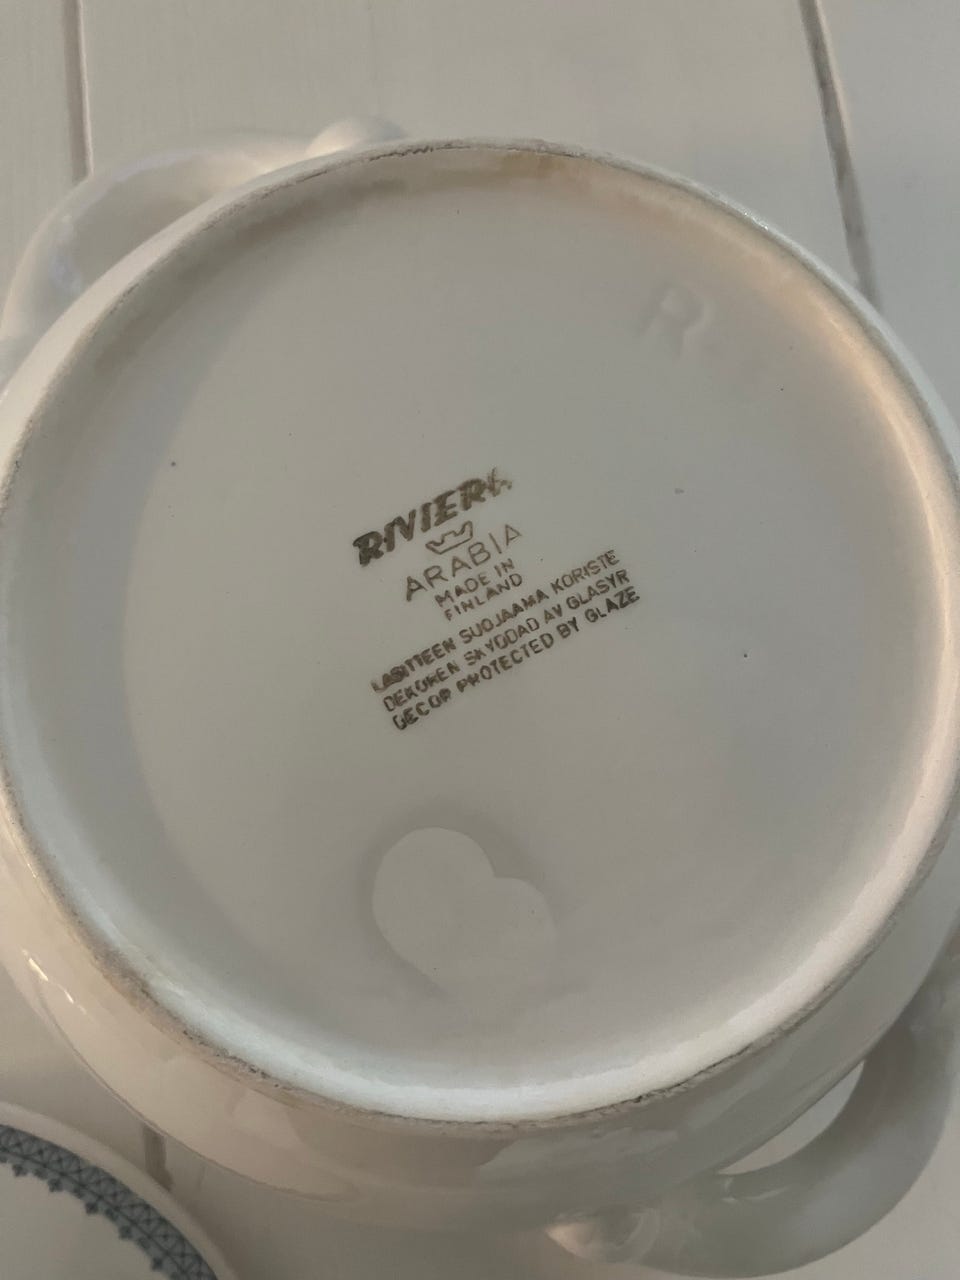 R
RIVIERA
ARABIA
MADE IN
FINLAND
LASITTEEN SUOJAAMA KORISTE
DEKOREN SKYDDAD AV GLASYR
DECOR PROTECTED BY GLAZE